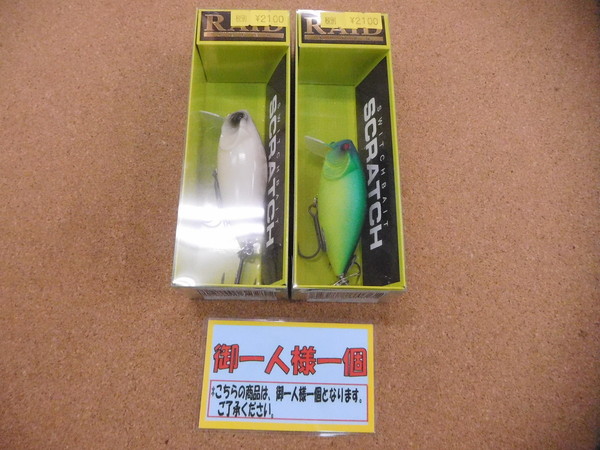 税別 ¥2100
RAID
SWITCHBAIT
SCRATCH
税別 ¥2100
RAID
SWITCHBAIT
SCRATCH
御一人様一個
*こちらの商品は、御一人様一個となります。
ご了承ください。